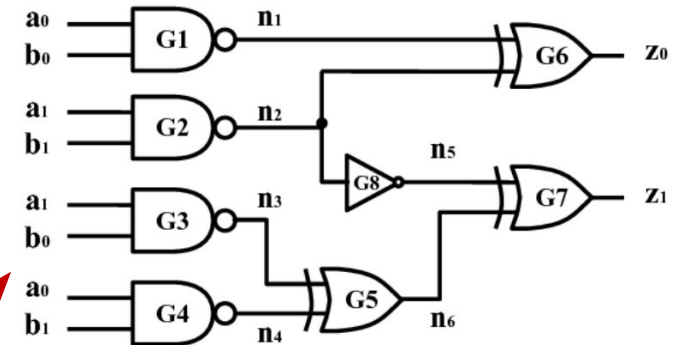 a₀ G1 n₁
b₀ G6 z₀
a₁ G2 n₂
b₁ n₅
G8 G7 z₁
a₁ G3 n₃
b₀
a₀ G4 G5 n₆
b₁ n₄